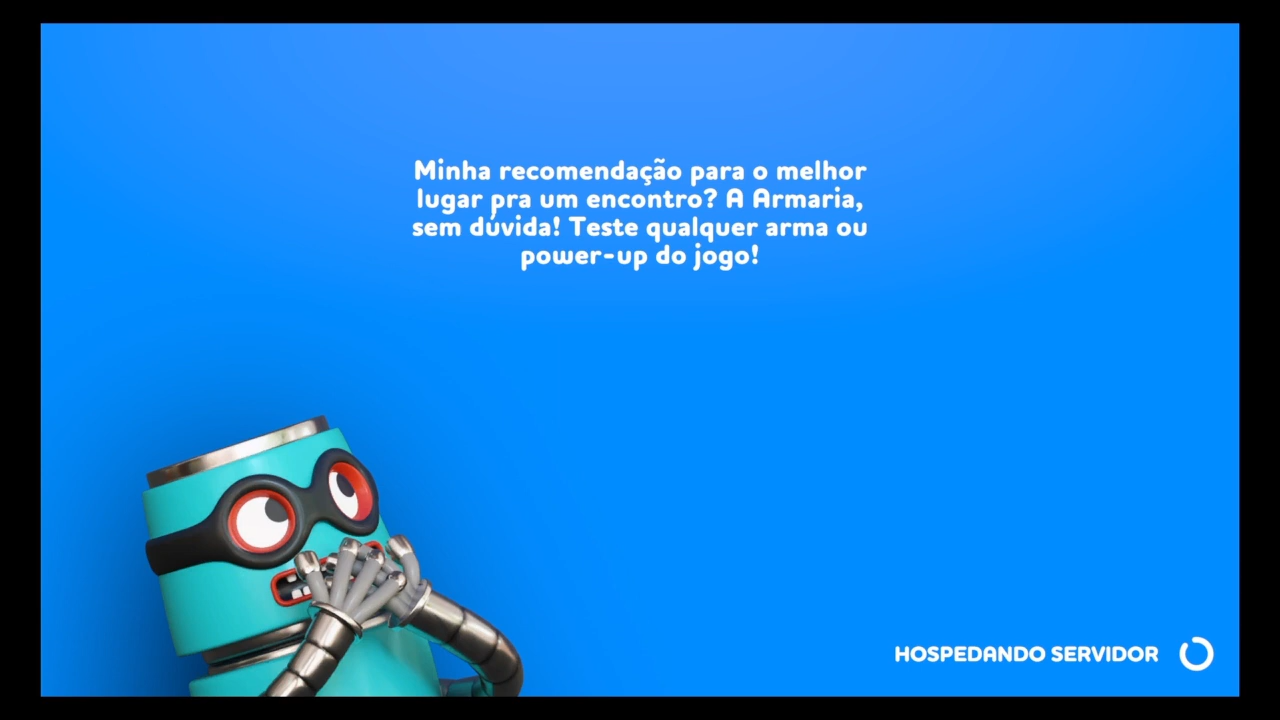 Minha recomendação para o melhor
lugar pra um encontro? A Armaria,
sem dúvida! Teste qualquer arma ou
power-up do jogo!
HOSPEDANDO SERVIDOR